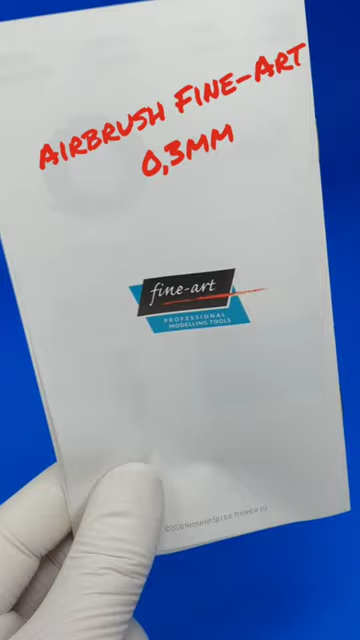 AIRBRUSH FINE-ART
0,3MM
fine-art
PROFESSIONAL
MODELLING TOOLS